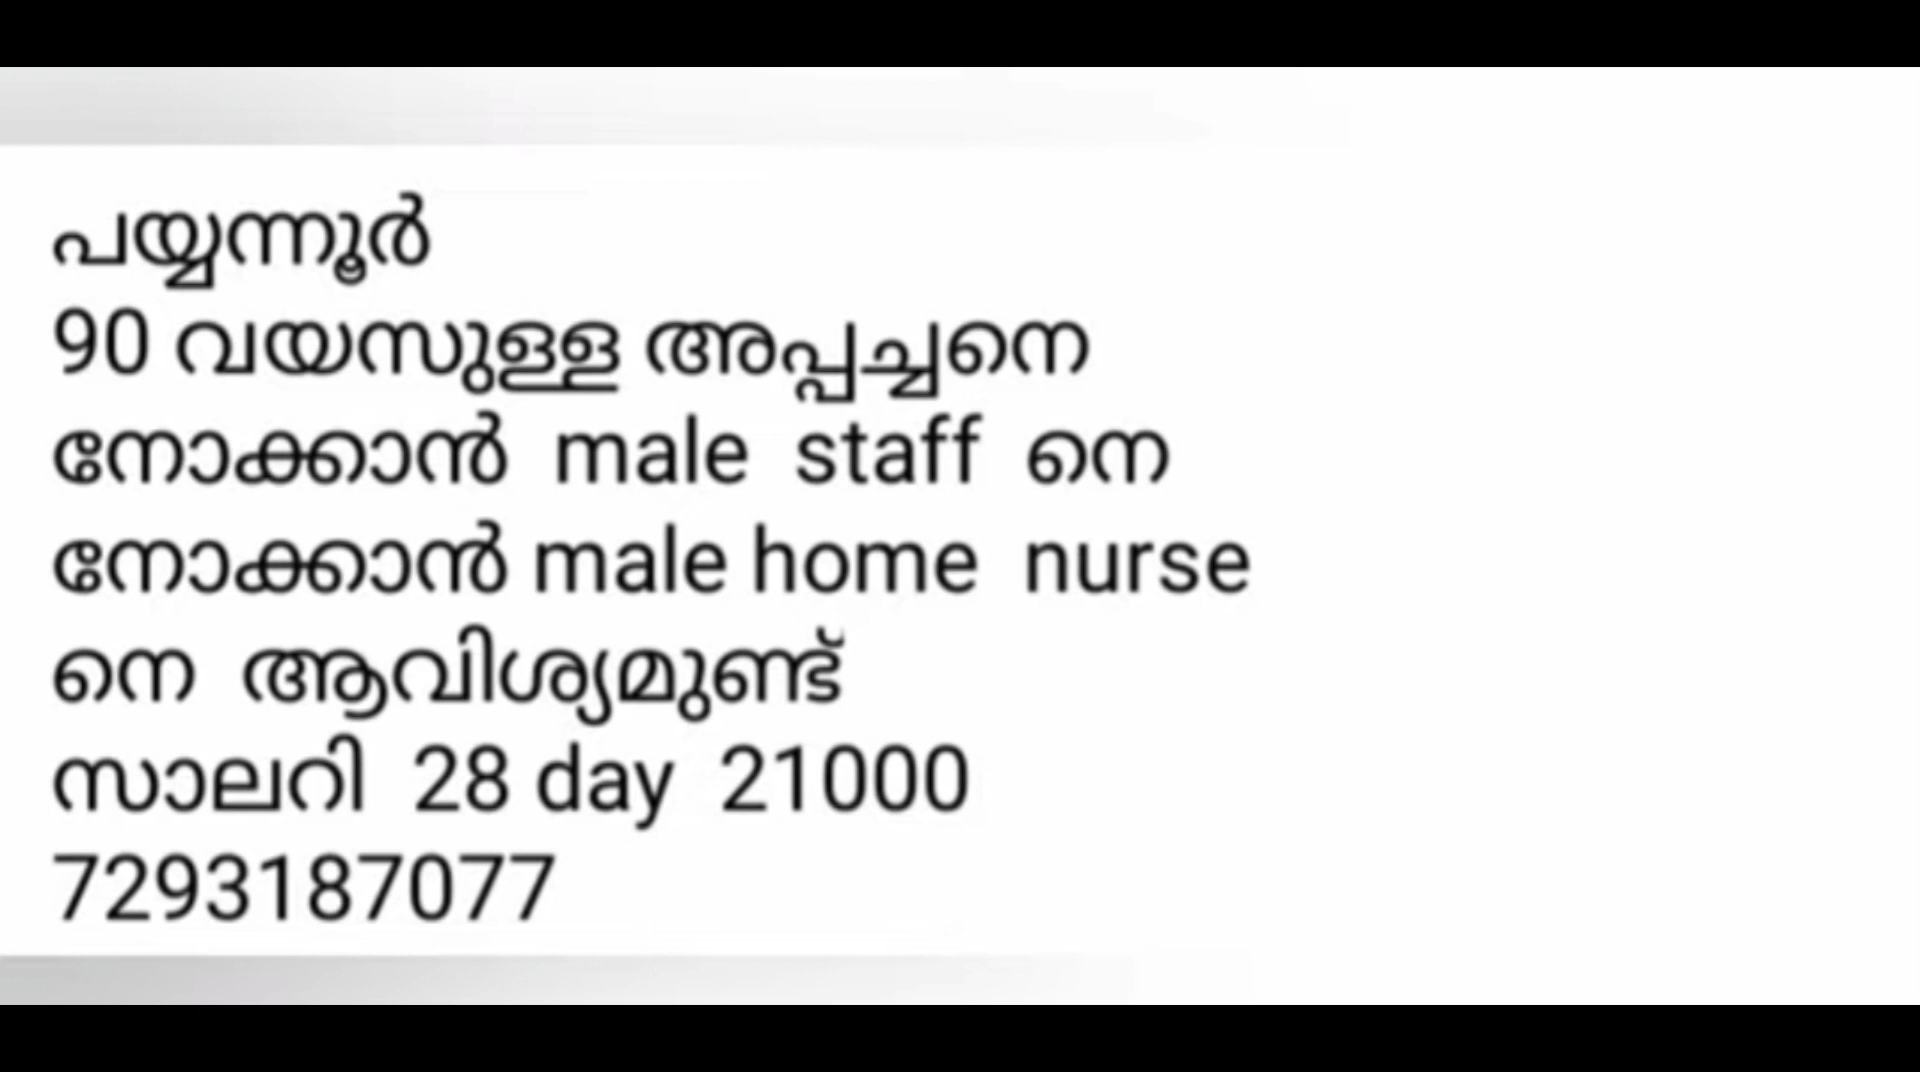 പയ്യന്നൂർ
90 വയസുള്ള അപ്പച്ചനെ
നോക്കാൻ male staff നെ
നോക്കാൻ male home nurse
നെ ആവിശ്യമുണ്ട്
സാലറി 28 day 21000
7293187077